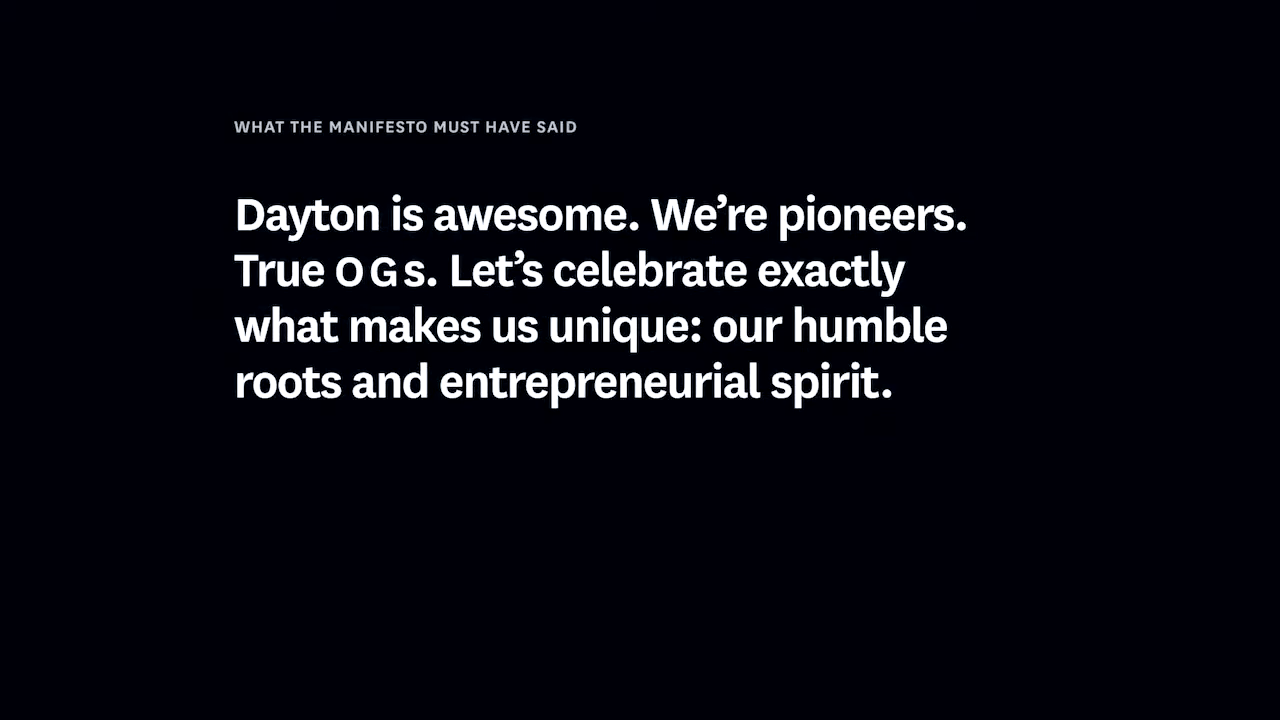 WHAT THE MANIFESTO MUST HAVE SAID
Dayton is awesome. We’re pioneers.
True OGs. Let’s celebrate exactly
what makes us unique: our humble
roots and entrepreneurial spirit.